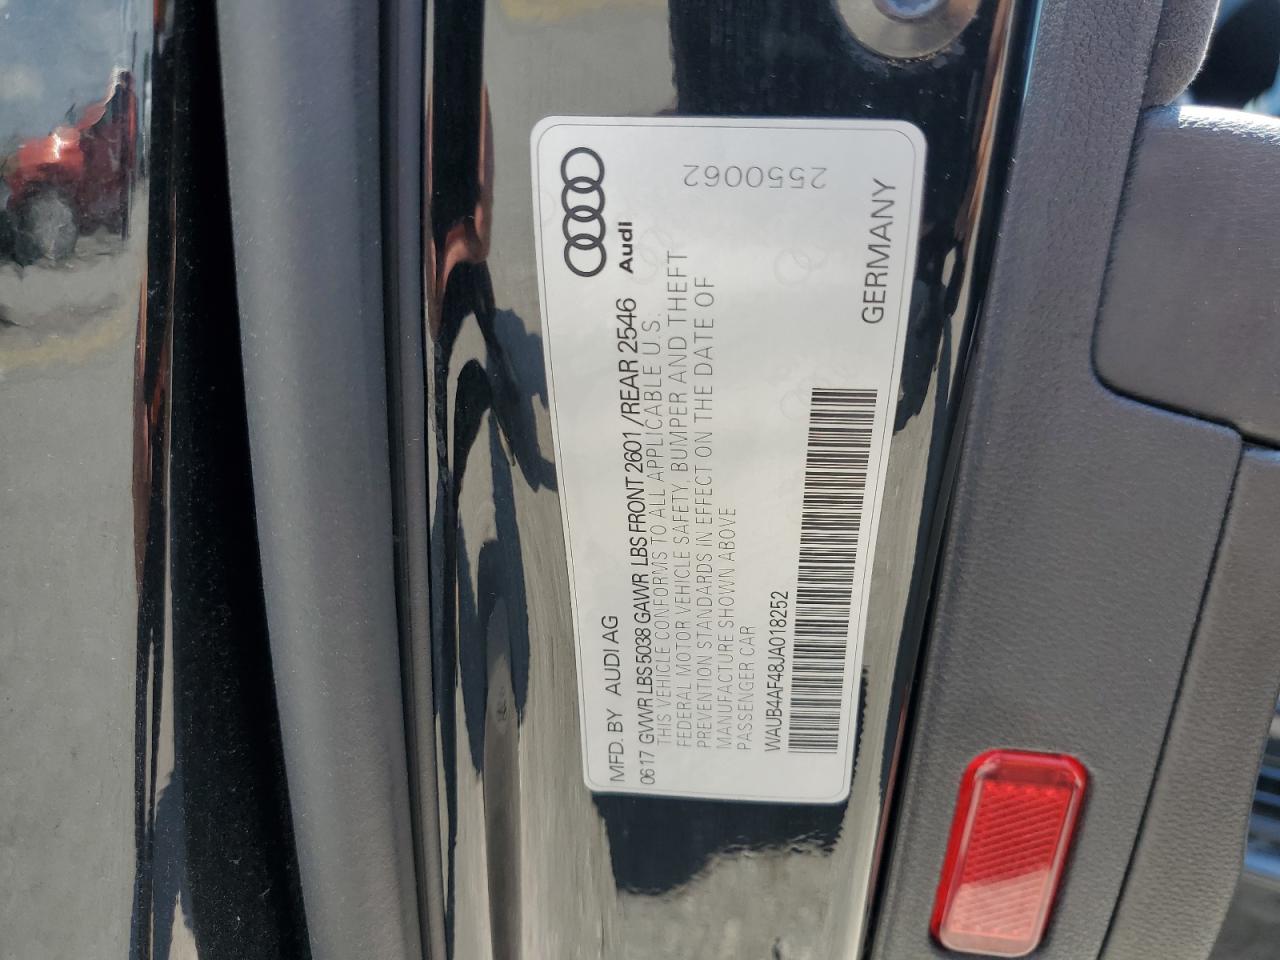 MFD. BY AUDI AG
0617 GVWR LBS 5038 GAWR LBS FRONT 2601 /REAR 2546
THIS VEHICLE CONFORMS TO ALL APPLICABLE U.S.
FEDERAL MOTOR VEHICLE SAFETY, BUMPER AND THEFT
PREVENTION STANDARDS IN EFFECT ON THE DATE OF
MANUFACTURE SHOWN ABOVE
PASSENGER CAR
WAUB4AF48JA018252
GERMANY
Audi
2550062